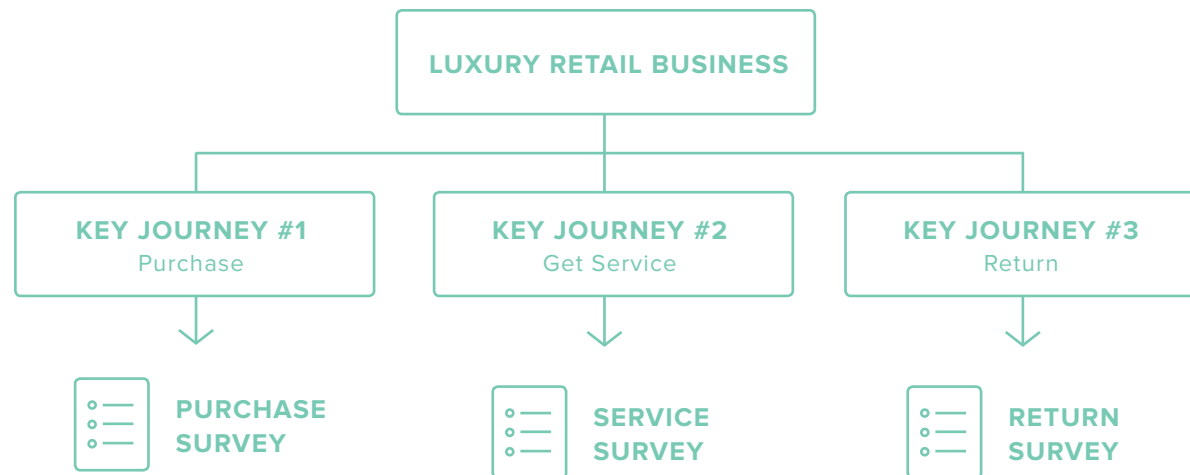 LUXURY RETAIL BUSINESS
KEY JOURNEY #1
Purchase
KEY JOURNEY #2
Get Service
KEY JOURNEY #3
Return
PURCHASE
SURVEY
SERVICE
SURVEY
RETURN
SURVEY